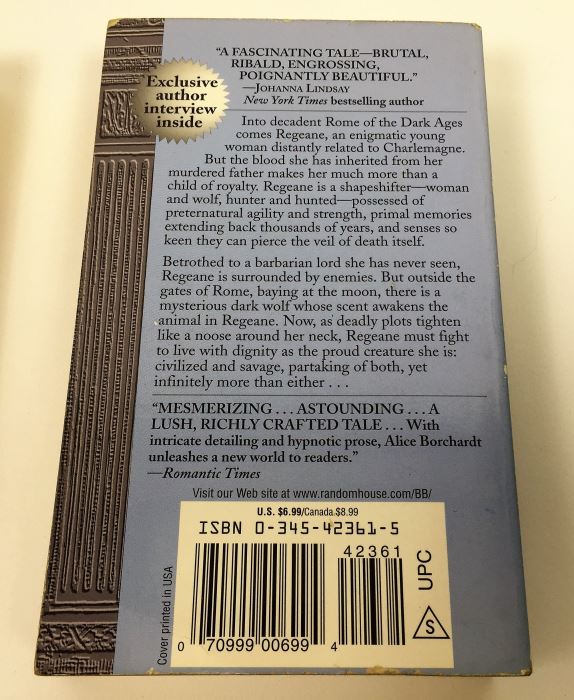 "A FASCINATING TALE—BRUTAL,
RIBALD, ENGROSSING,
POIGNANTLY BEAUTIFUL."
—JOHANNA LINDSAY
New York Times bestselling author
Exclusive
author
interview
inside
Into decadent Rome of the Dark Ages
comes Regeane, an enigmatic young
woman distantly related to Charlemagne.
But the blood she has inherited from her
murdered father makes her much more than a
child of royalty. Regeane is a shapeshifter—woman
and wolf, hunter and hunted—possessed of
preternatural agility and strength, primal memories
extending back thousands of years, and senses so
keen they can pierce the veil of death itself.
Betrothed to a barbarian lord she has never seen,
Regeane is surrounded by enemies. But outside the
gates of Rome, baying at the moon, there is a
mysterious dark wolf whose scent awakens the
animal in Regeane. Now, as deadly plots tighten
like a noose around her neck, Regeane must fight
to live with dignity as the proud creature she is:
civilized and savage, partaking of both, yet
infinitely more than either . . .
"MESMERIZING . . . ASTOUNDING . . . A
LUSH, RICHLY CRAFTED TALE . . . With
intricate detailing and hypnotic prose, Alice Borchardt
unleashes a new world to readers."
—Romantic Times
Visit our Web site at www.randomhouse.com/BB/
U.S. $6.99/Canada $8.99
ISBN 0-345-42361-5
42361
0 70999 00699 4
UPC
S
Cover printed in USA